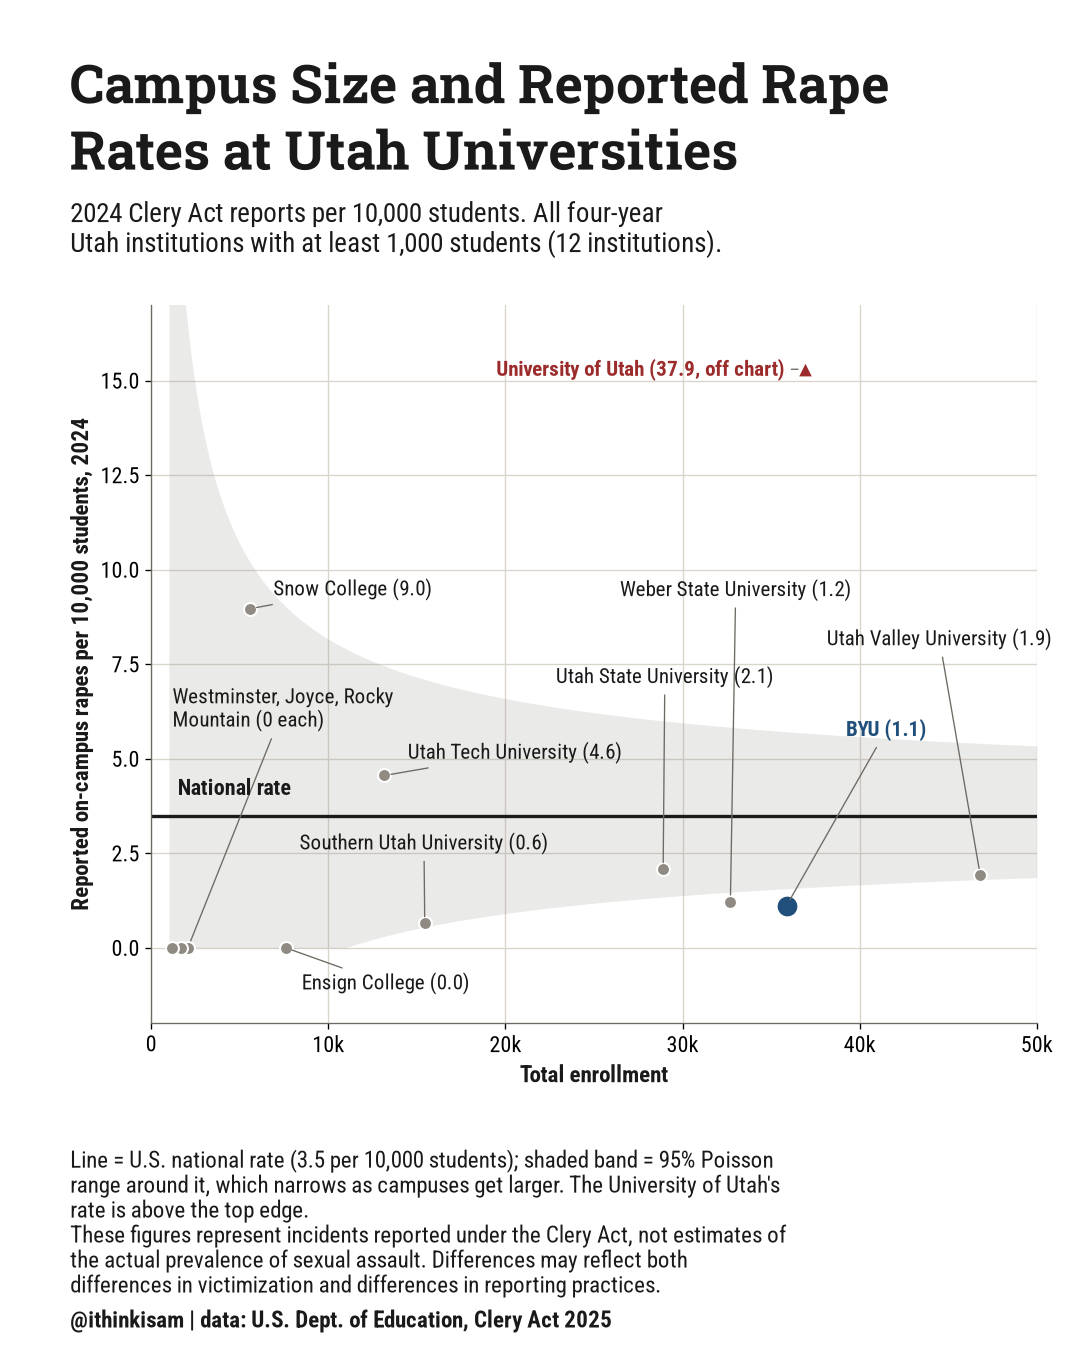 Campus Size and Reported Rape
Rates at Utah Universities
2024 Clery Act reports per 10,000 students. All four-year
Utah institutions with at least 1,000 students (12 institutions).
University of Utah (37.9, off chart)
15.0
12.5
10.0
7.5
5.0
2.5
0.0
Reported on-campus rapes per 10,000 students, 2024
Snow College (9.0)
Weber State University (1.2)
Utah Valley University (1.9)
Utah State University (2.1)
Westminster, Joyce, Rocky
Mountain (0 each)
BYU (1.1)
Utah Tech University (4.6)
National rate
Southern Utah University (0.6)
Ensign College (0.0)
0
10k
20k
30k
40k
50k
Total enrollment
Line = U.S. national rate (3.5 per 10,000 students); shaded band = 95% Poisson
range around it, which narrows as campuses get larger. The University of Utah's
rate is above the top edge.
These figures represent incidents reported under the Clery Act, not estimates of
the actual prevalence of sexual assault. Differences may reflect both
differences in victimization and differences in reporting practices.
@ithinkisam | data: U.S. Dept. of Education, Clery Act 2025